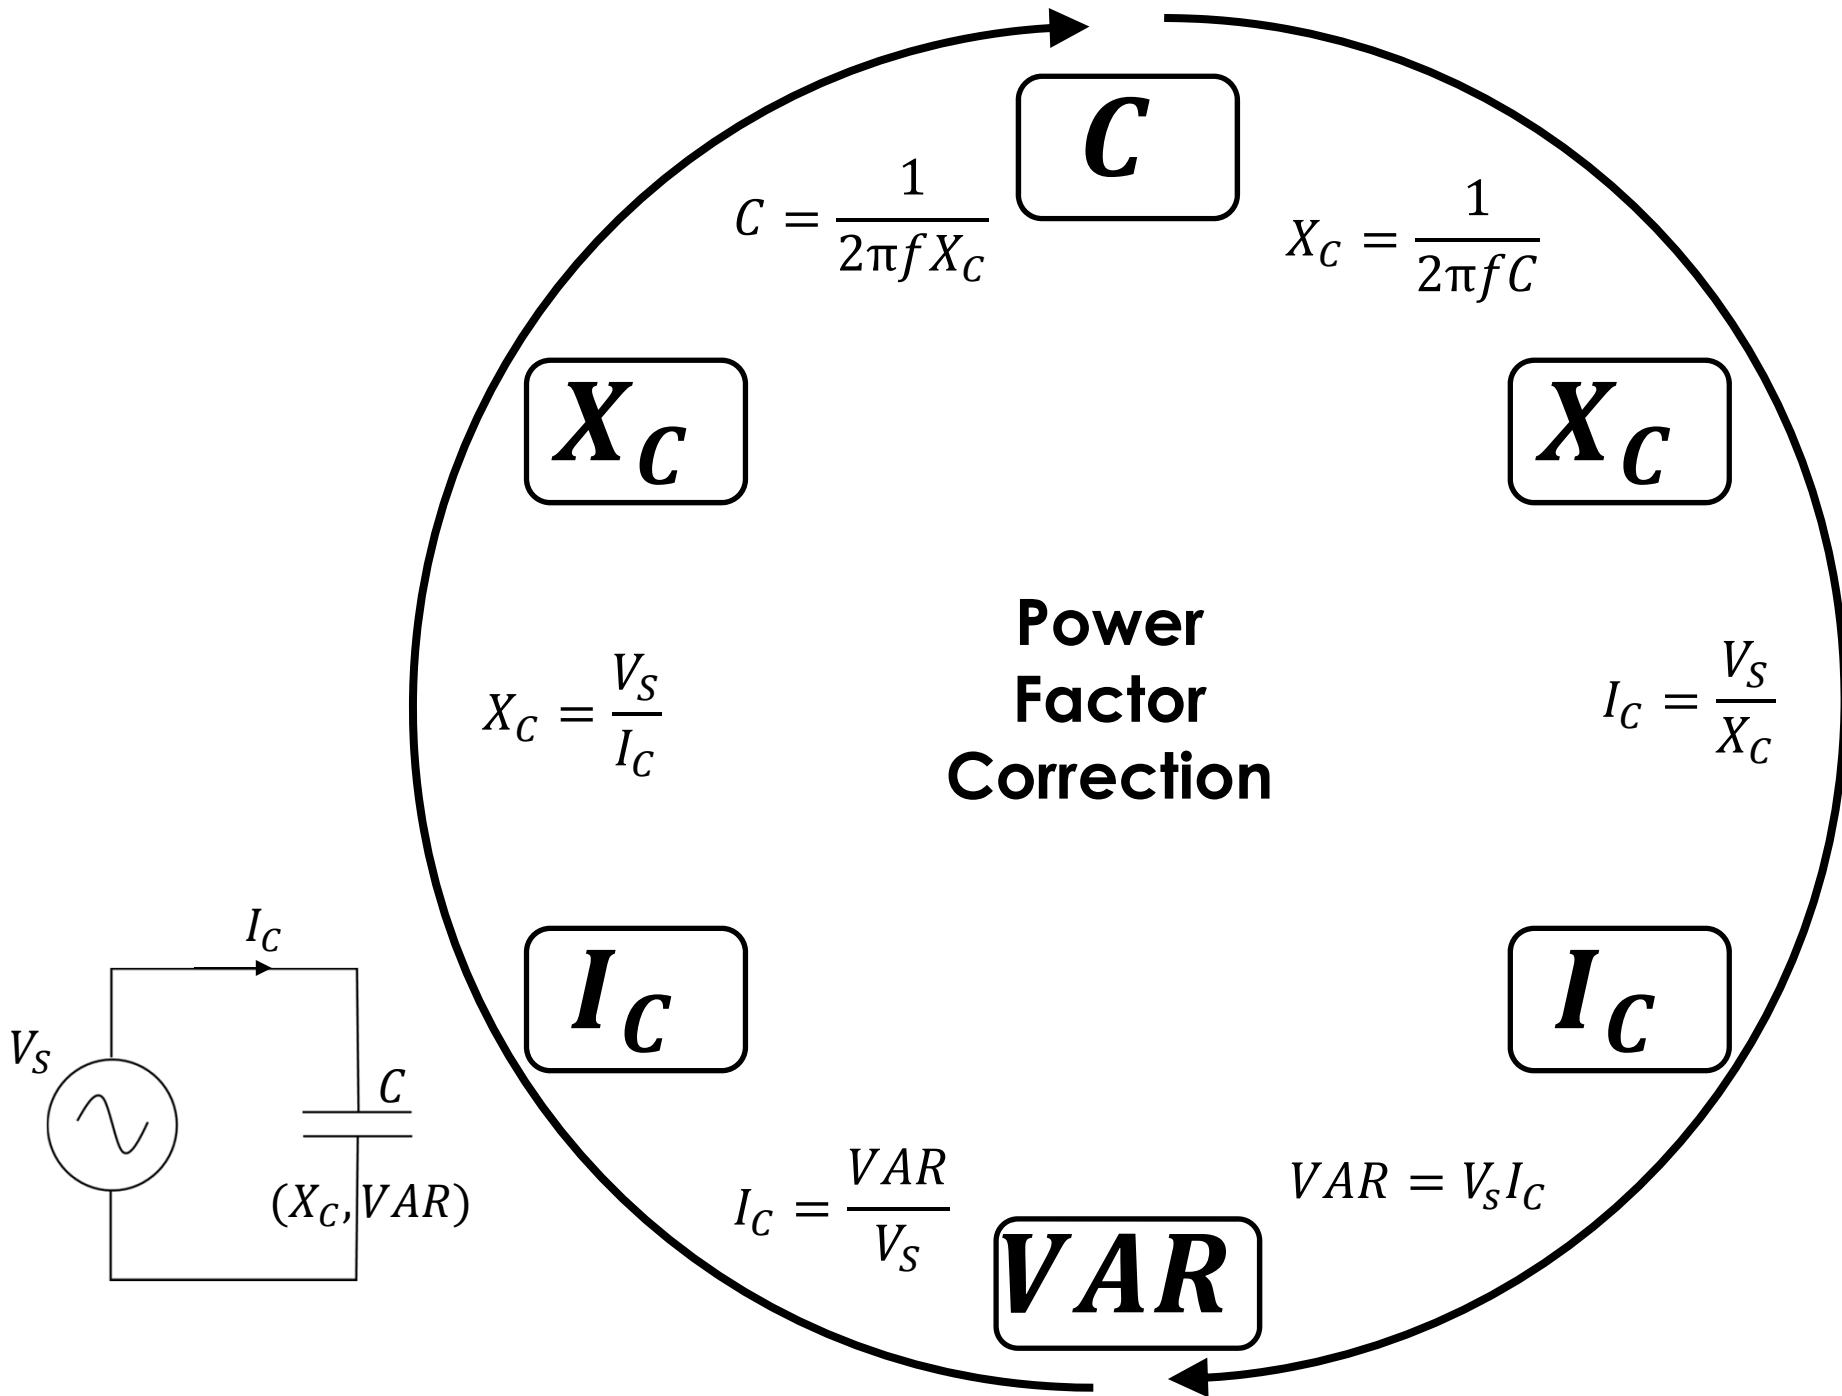 C
C = 1 / 2πfX_C
X_C = 1 / 2πfC
X_C
X_C
Power
Factor
Correction
X_C = V_S / I_C
I_C = V_S / X_C
I_C
I_C
I_C = VAR / V_S
VAR = V_s I_C
VAR
I_C
V_S
C
(X_C, VAR)